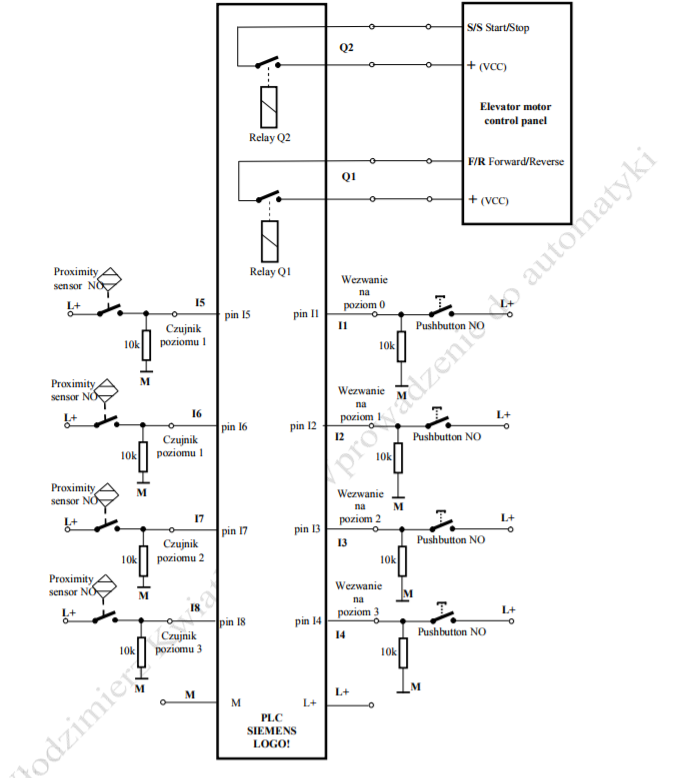 S/S Start/Stop
Q2
+ (VCC)
Elevator motor
control panel
Relay Q2
F/R Forward/Reverse
Q1
+ (VCC)
Relay Q1
Proximity
sensor NO
L+
I5
Czujnik
poziomu 1
10k
M
pin I5
Wezwanie
na
poziom 0
pin I1
I1
L+
Pushbutton NO
10k
M
Proximity
sensor NO
L+
I6
Czujnik
poziomu 1
10k
M
pin I6
Wezwanie
na
poziom 1
pin I2
I2
L+
Pushbutton NO
10k
M
Proximity
sensor NO
L+
I7
Czujnik
poziomu 2
10k
M
pin I7
Wezwanie
na
poziom 2
pin I3
I3
L+
Pushbutton NO
10k
M
Proximity
sensor NO
L+
I8
Czujnik
poziomu 3
10k
M
pin I8
Wezwanie
na
poziom 3
pin I4
I4
L+
Pushbutton NO
10k
M
M
M
L+
L+
PLC
SIEMENS
LOGO!
Włodzimierz Kwiat
Wprowadzenie do automatyki